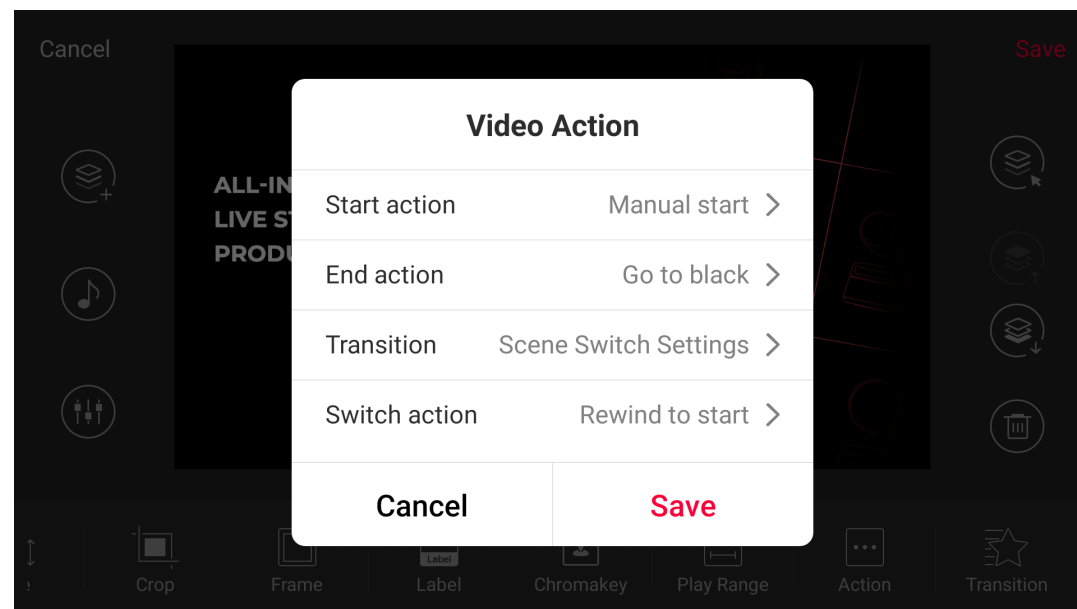 Cancel
Save
Video Action
ALL-IN
LIVE S
PRODU
Start action Manual start
End action Go to black
Transition Scene Switch Settings
Switch action Rewind to start
Cancel Save
Crop Frame Label Label Chromakey Play Range Action Transition